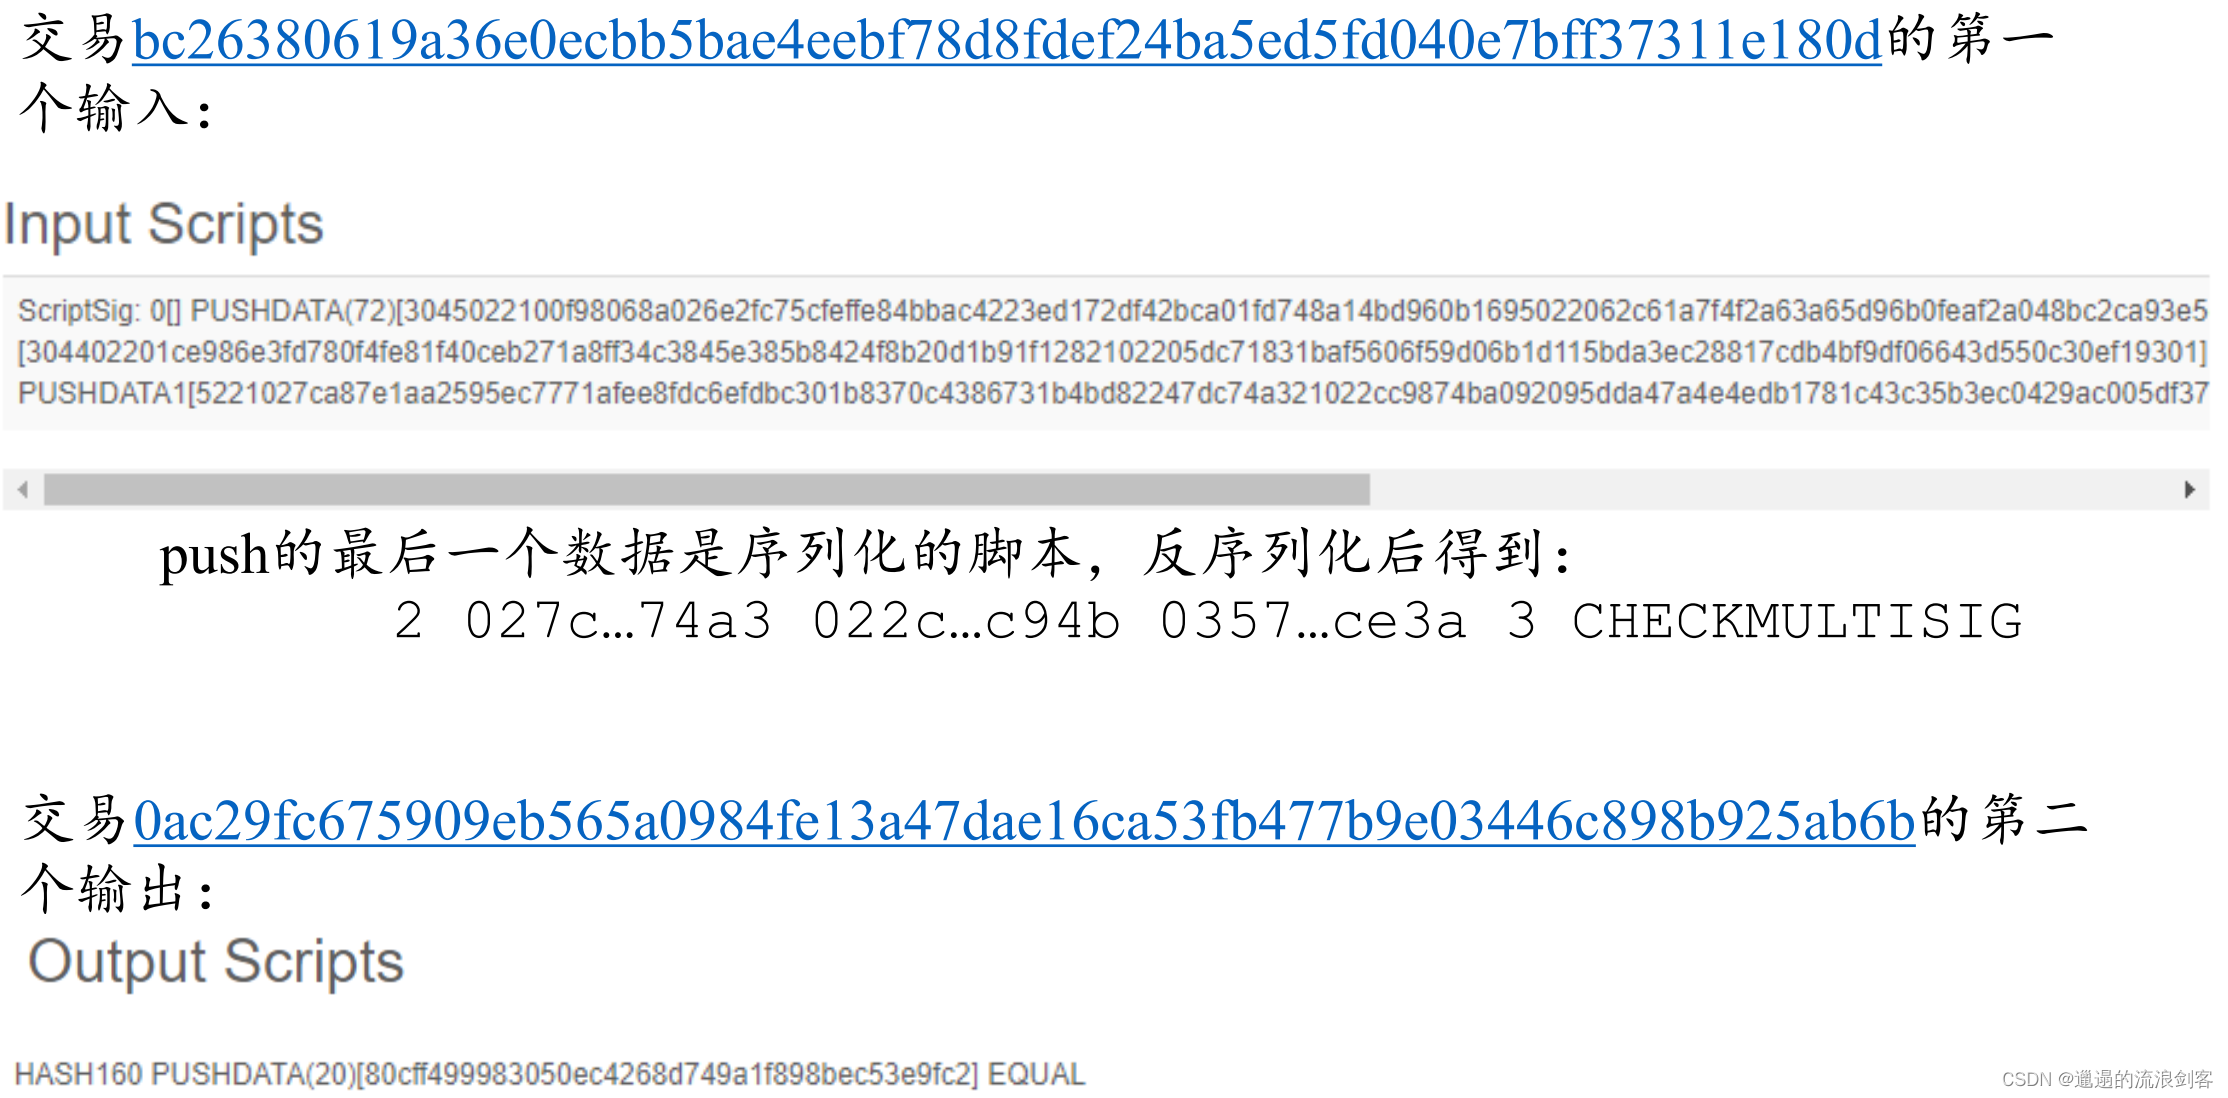 交易bc26380619a36e0ecbb5bae4eebf78d8fdef24ba5ed5fd040e7bff37311e180d的第一
个输入：
Input Scripts
ScriptSig: 0[] PUSHDATA(72)[3045022100f98068a026e2fc75cfeffe84bbac4223ed172df42bca01fd748a14bd960b1695022062c61a7f4f2a63a65d96b0feaf2a048bc2ca93e5
[304402201ce986e3fd780f4fe81f40ceb271a8ff34c3845e385b8424f8b20d1b91f1282102205dc71831baf5606f59d06b1d115bda3ec28817cdb4bf9df06643d550c30ef19301]
PUSHDATA1[5221027ca87e1aa2595ec7771afee8fdc6efdbc301b8370c4386731b4bd82247dc74a321022cc9874ba092095dda47a4e4edb1781c43c35b3ec0429ac005df37
push的最后一个数据是序列化的脚本，反序列化后得到：
2 027c…74a3 022c…c94b 0357…ce3a 3 CHECKMULTISIG
交易0ac29fc675909eb565a0984fe13a47dae16ca53fb477b9e03446c898b925ab6b的第二
个输出：
Output Scripts
HASH160 PUSHDATA(20)[80cff499983050ec4268d749a1f898bec53e9fc2] EQUAL
CSDN @邋遢的流浪剑客